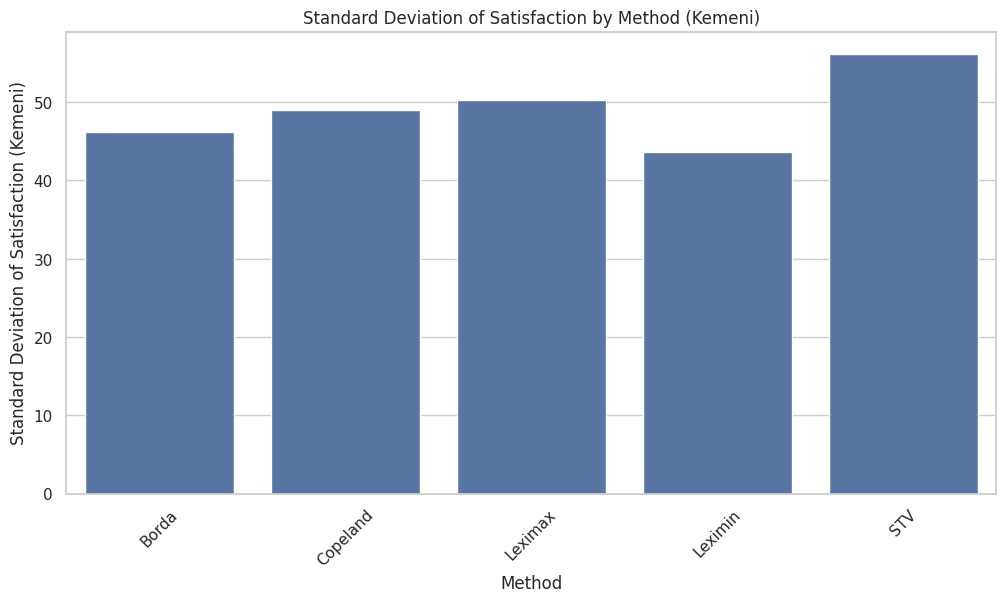 Standard Deviation of Satisfaction by Method (Kemeni)
Standard Deviation of Satisfaction (Kemeni)
50
40
30
20
10
0
Borda
Copeland
Leximax
Leximin
STV
Method